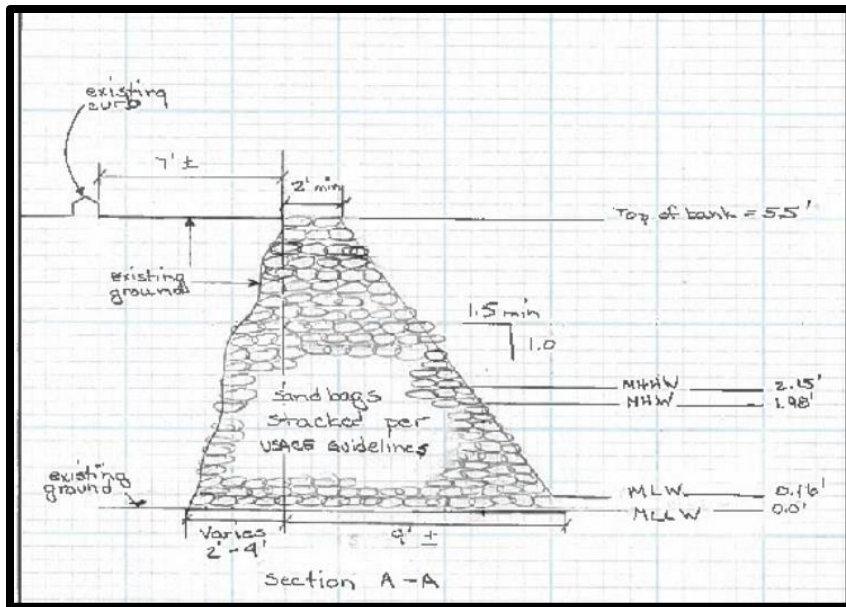 existing
curb
7' ±
2' min
Top of bank = 5.5'
existing
ground
1.5 min
1.0
MHHW 2.15'
MHW 1.98'
sandbags
stacked per
USACE Guidelines
existing
ground
MLW 0.16'
MLLW 0.0'
Varies
2' - 4'
9' ±
Section A-A